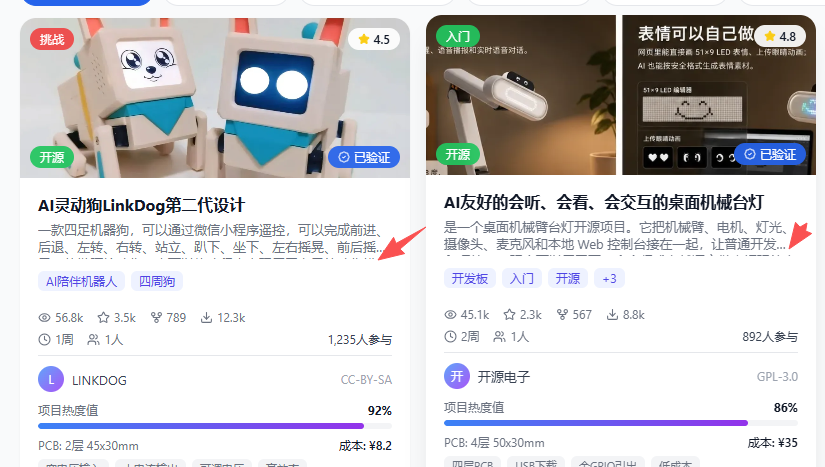 挑战
4.5
开源
已验证
AI灵动狗LinkDog第二代设计
一款四足机器狗，可以通过微信小程序遥控，可以完成前进、
后退、左转、右转、站立、趴下、坐下、左右摇晃、前后摇...
AI陪伴机器人
四周狗
56.8k
3.5k
789
12.3k
1周
1人
1,235人参与
L
LINKDOG
CC-BY-SA
项目热度值
92%
PCB: 2层 45x30mm
成本: ¥8.2
入门
语音播报和实时语音对话。
表情可以自己做
4.8
网页里能直接画 51×9 LED 表情、上传眼睛动画；
AI 也能按安全格式生成表情素材。
51×9 LED 编辑器
上传眼睛动画
开源
已验证
AI友好的会听、会看、会交互的桌面机械台灯
是一个桌面机械臂台灯开源项目。它把机械臂、电机、灯光、
摄像头、麦克风和本地 Web 控制台接在一起，让普通开发...
开发板
入门
开源
+3
45.1k
2.3k
567
8.8k
2周
1人
892人参与
开
开源电子
GPL-3.0
项目热度值
86%
PCB: 4层 50x30mm
成本: ¥35
四层PCB
USB下载
全GPIO引出
低成本